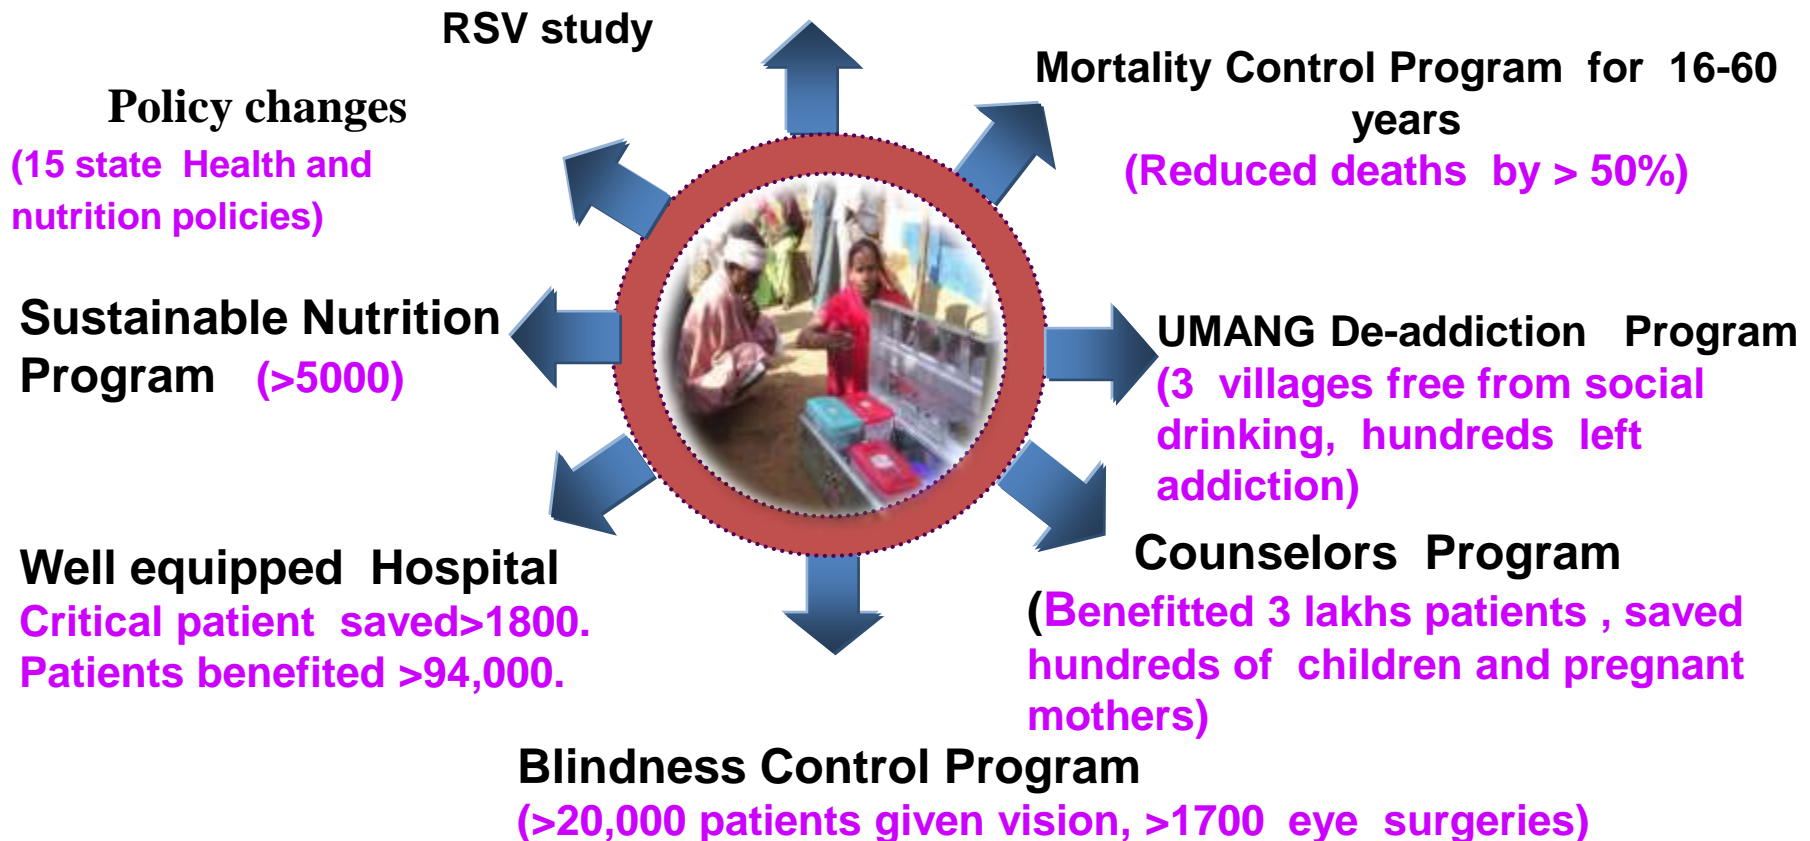 RSV study
Mortality Control Program for 16-60
years
(Reduced deaths by > 50%)
Policy changes
(15 state Health and
nutrition policies)
Sustainable Nutrition
Program (>5000)
UMANG De-addiction Program
(3 villages free from social
drinking, hundreds left
addiction)
Well equipped Hospital
Critical patient saved>1800.
Patients benefited >94,000.
Counselors Program
(Benefitted 3 lakhs patients , saved
hundreds of children and pregnant
mothers)
Blindness Control Program
(>20,000 patients given vision, >1700 eye surgeries)